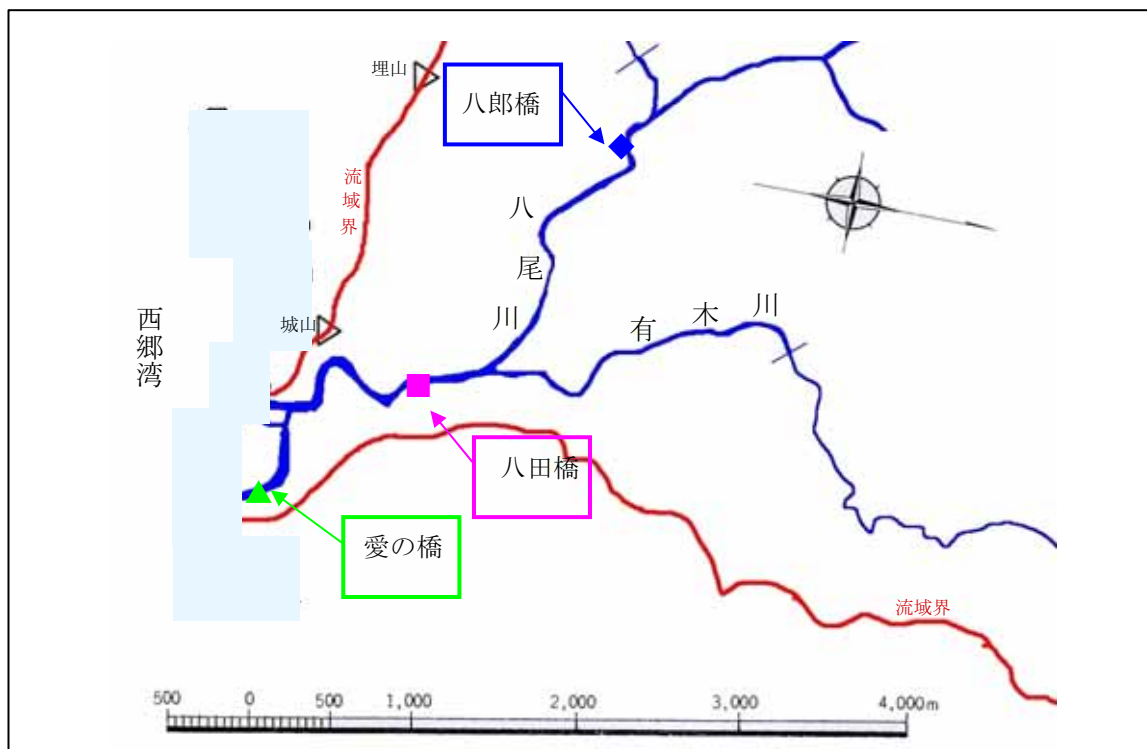 埋山
八郎橋
流域界
八尾川
有木川
西郷湾
城山
八田橋
愛の橋
流域界
500 0 500 1,000 2,000 3,000 4,000m